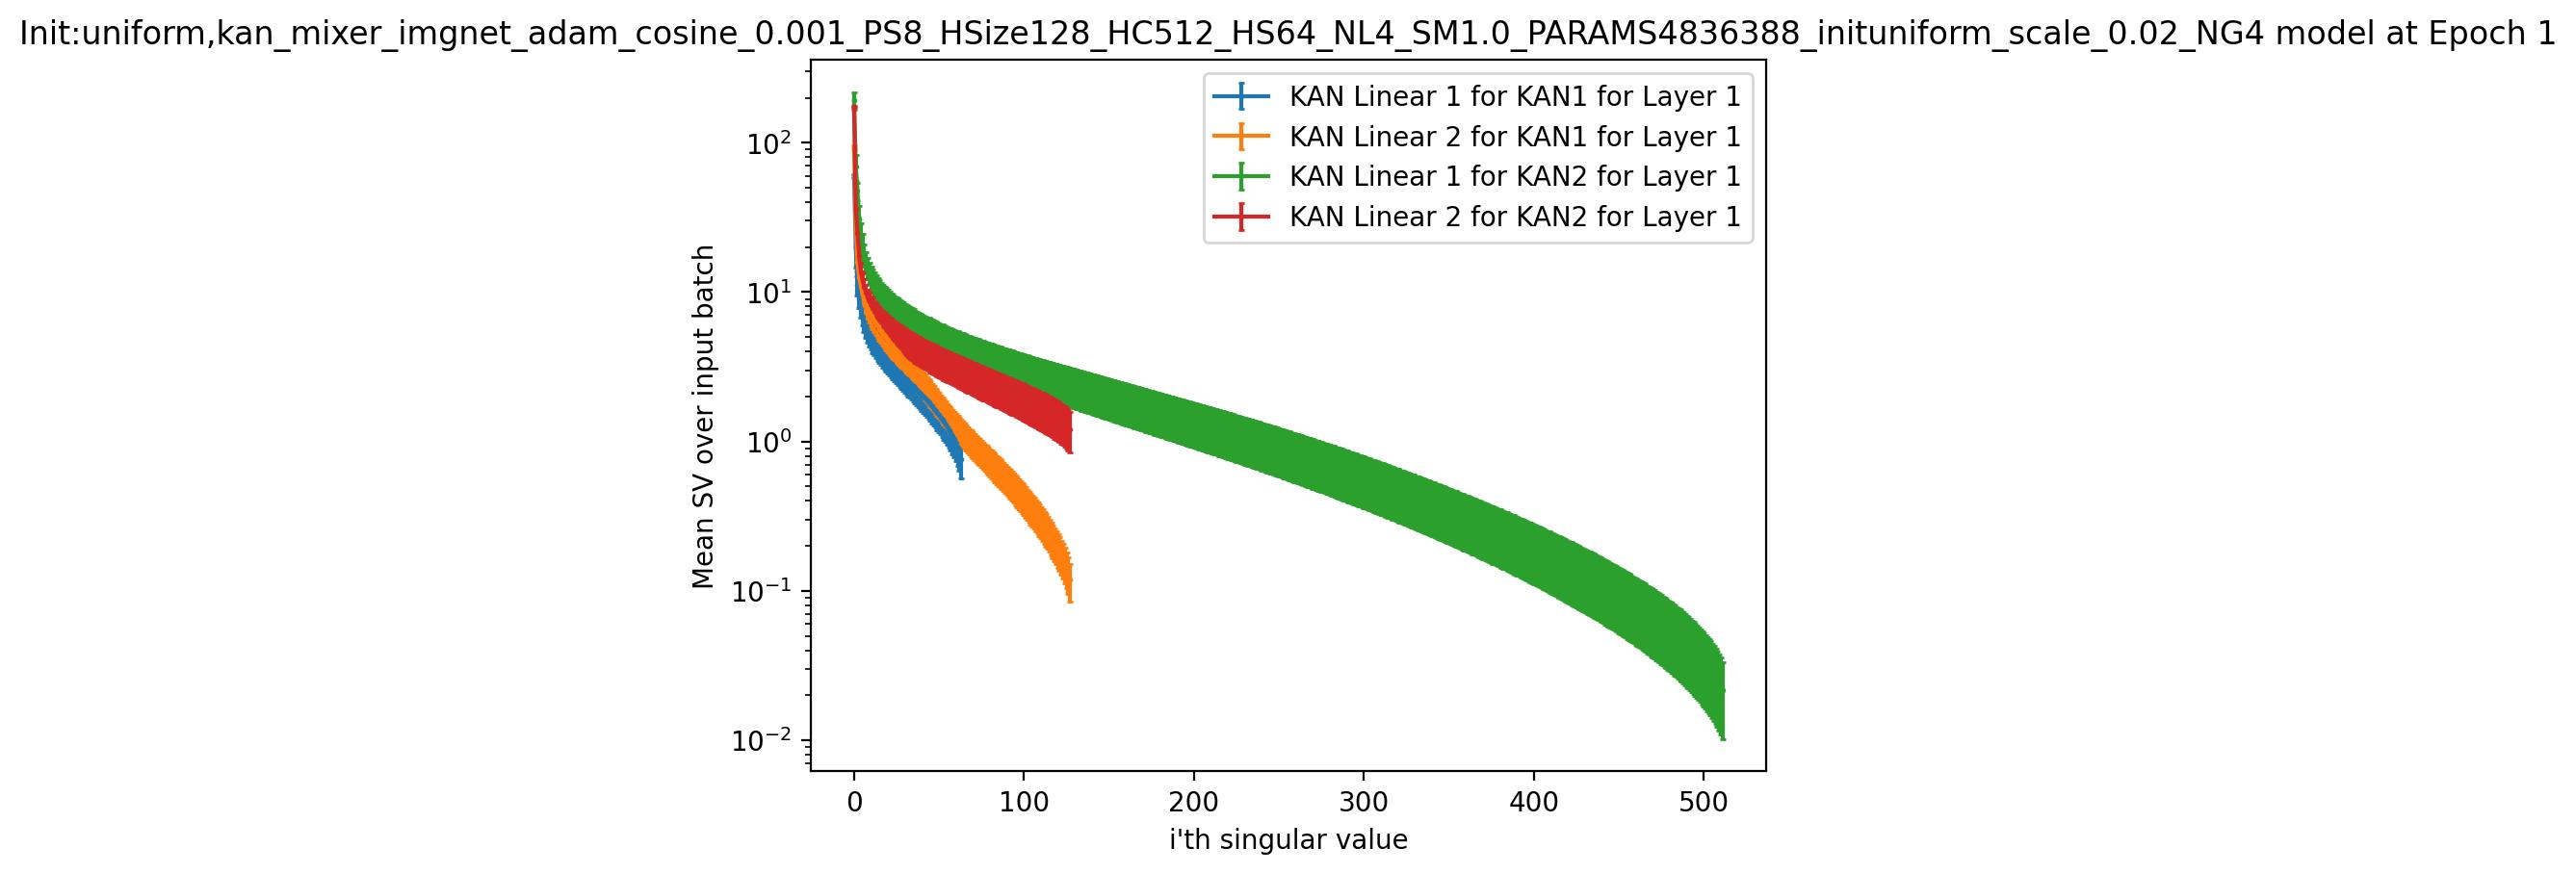 Init:uniform,kan_mixer_imgnet_adam_cosine_0.001_PS8_HSize128_HC512_HS64_NL4_SM1.0_PARAMS4836388_inituniform_scale_0.02_NG4 model at Epoch 1
KAN Linear 1 for KAN1 for Layer 1
KAN Linear 2 for KAN1 for Layer 1
KAN Linear 1 for KAN2 for Layer 1
KAN Linear 2 for KAN2 for Layer 1
Mean SV over input batch
10²
10¹
10⁰
10⁻¹
10⁻²
0 100 200 300 400 500
i'th singular value